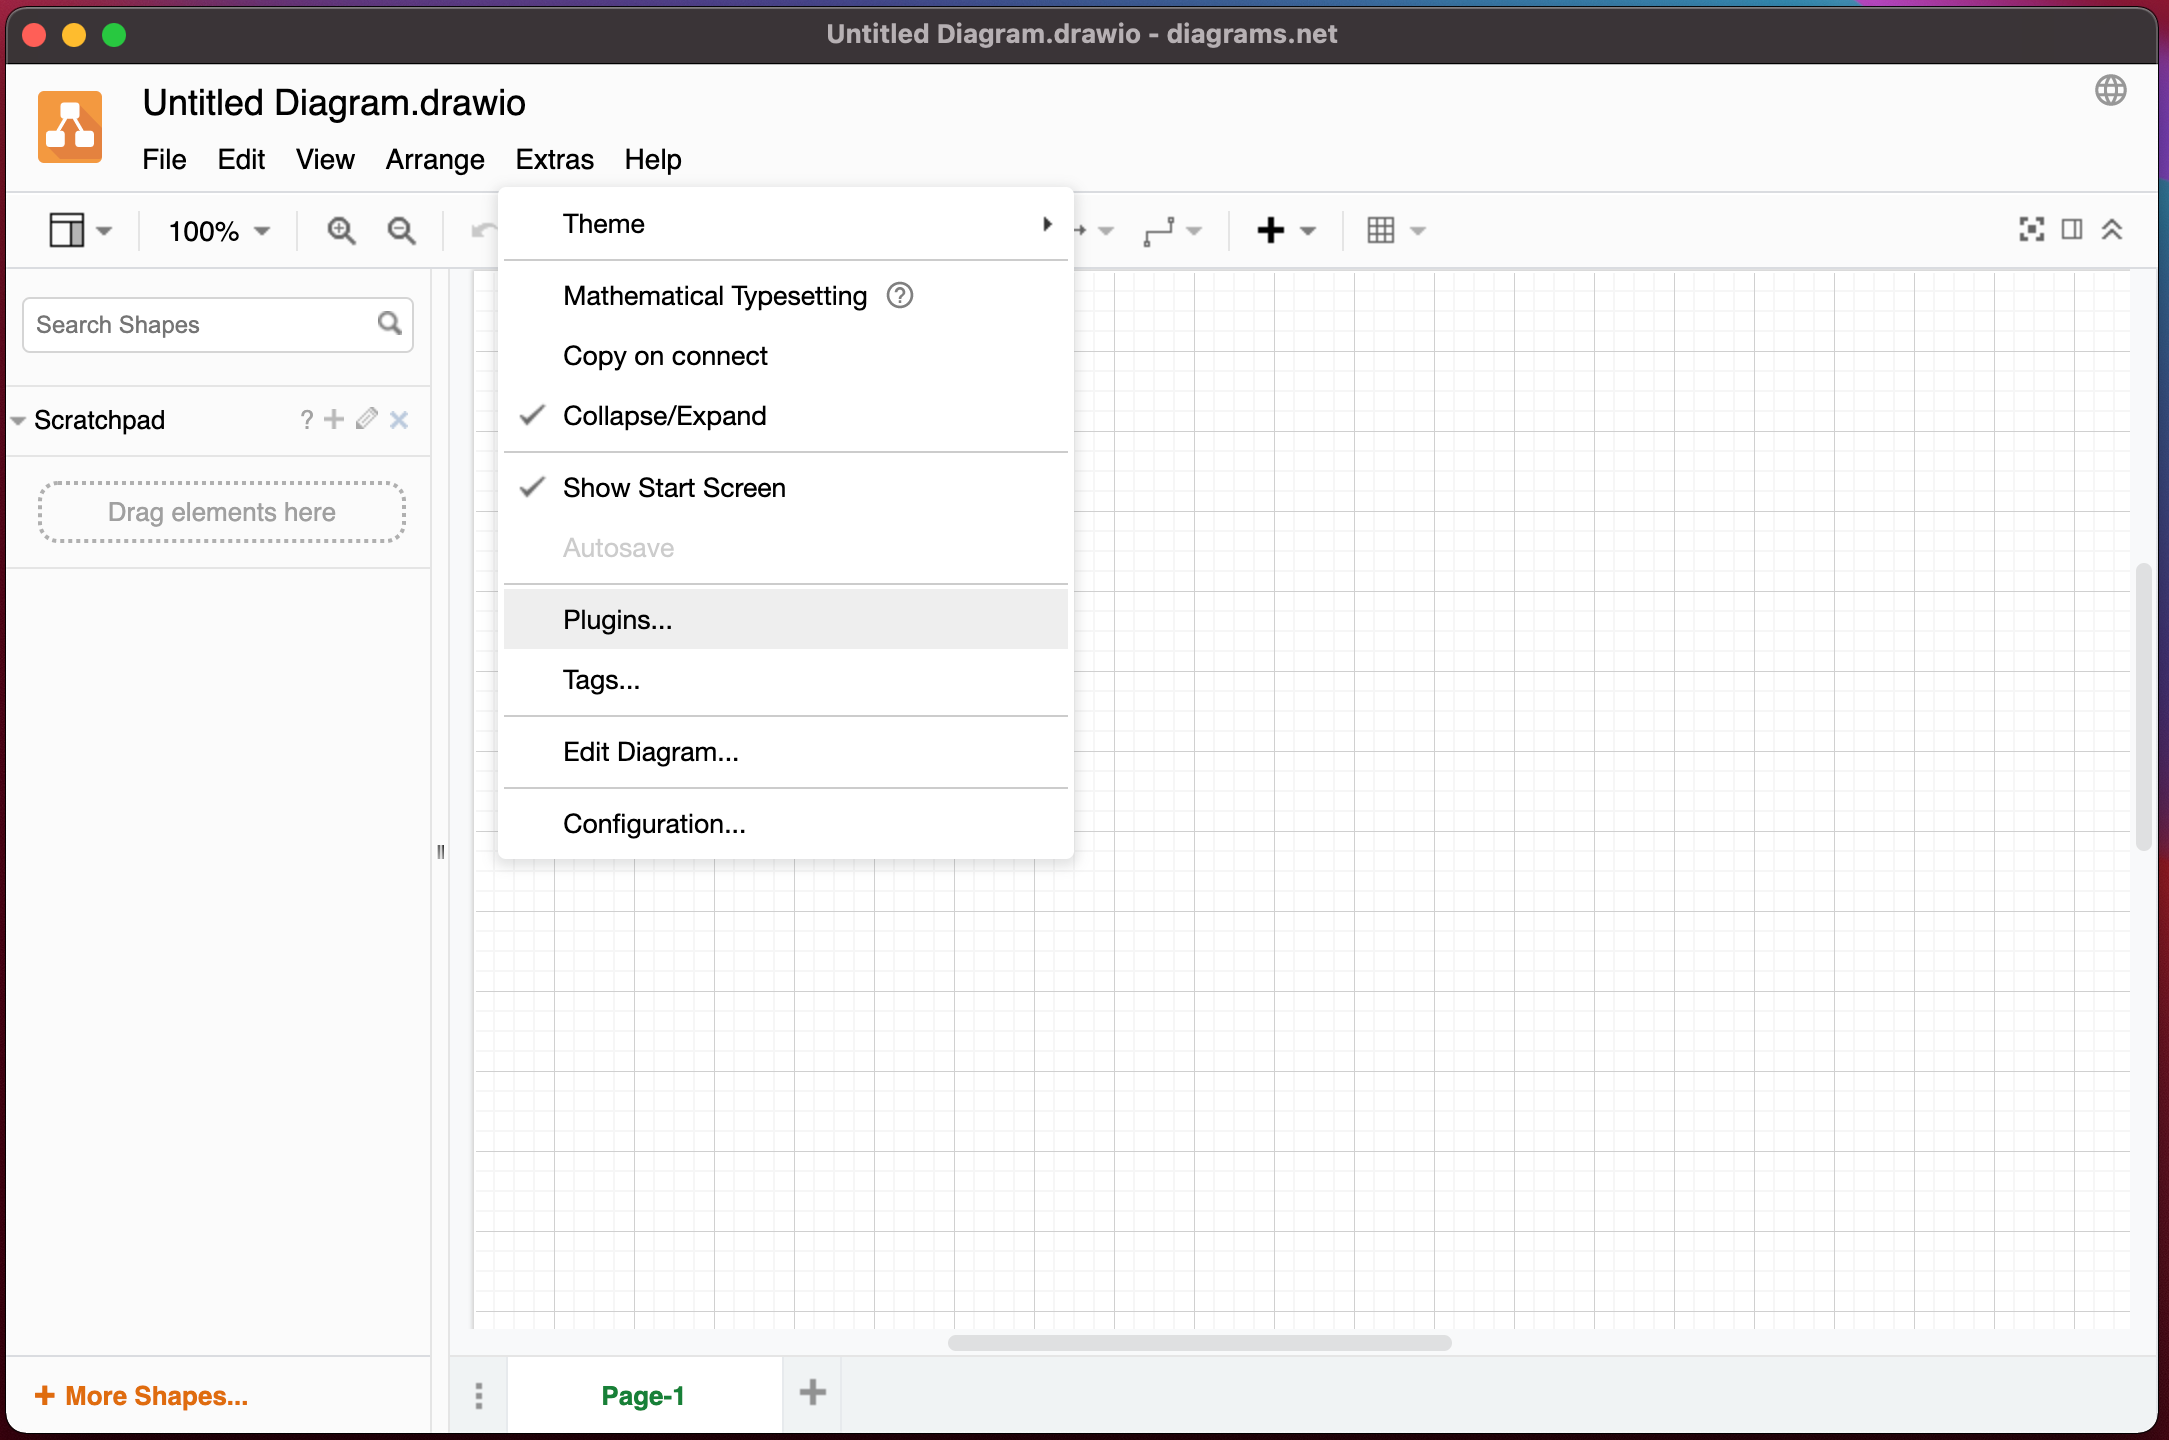 Untitled Diagram.drawio - diagrams.net
Untitled Diagram.drawio
File Edit View Arrange Extras Help
100%
Theme
Search Shapes
Mathematical Typesetting ?
Copy on connect
Scratchpad ?
Collapse/Expand
Show Start Screen
Drag elements here
Autosave
Plugins...
Tags...
Edit Diagram...
Configuration...
+ More Shapes...
Page-1